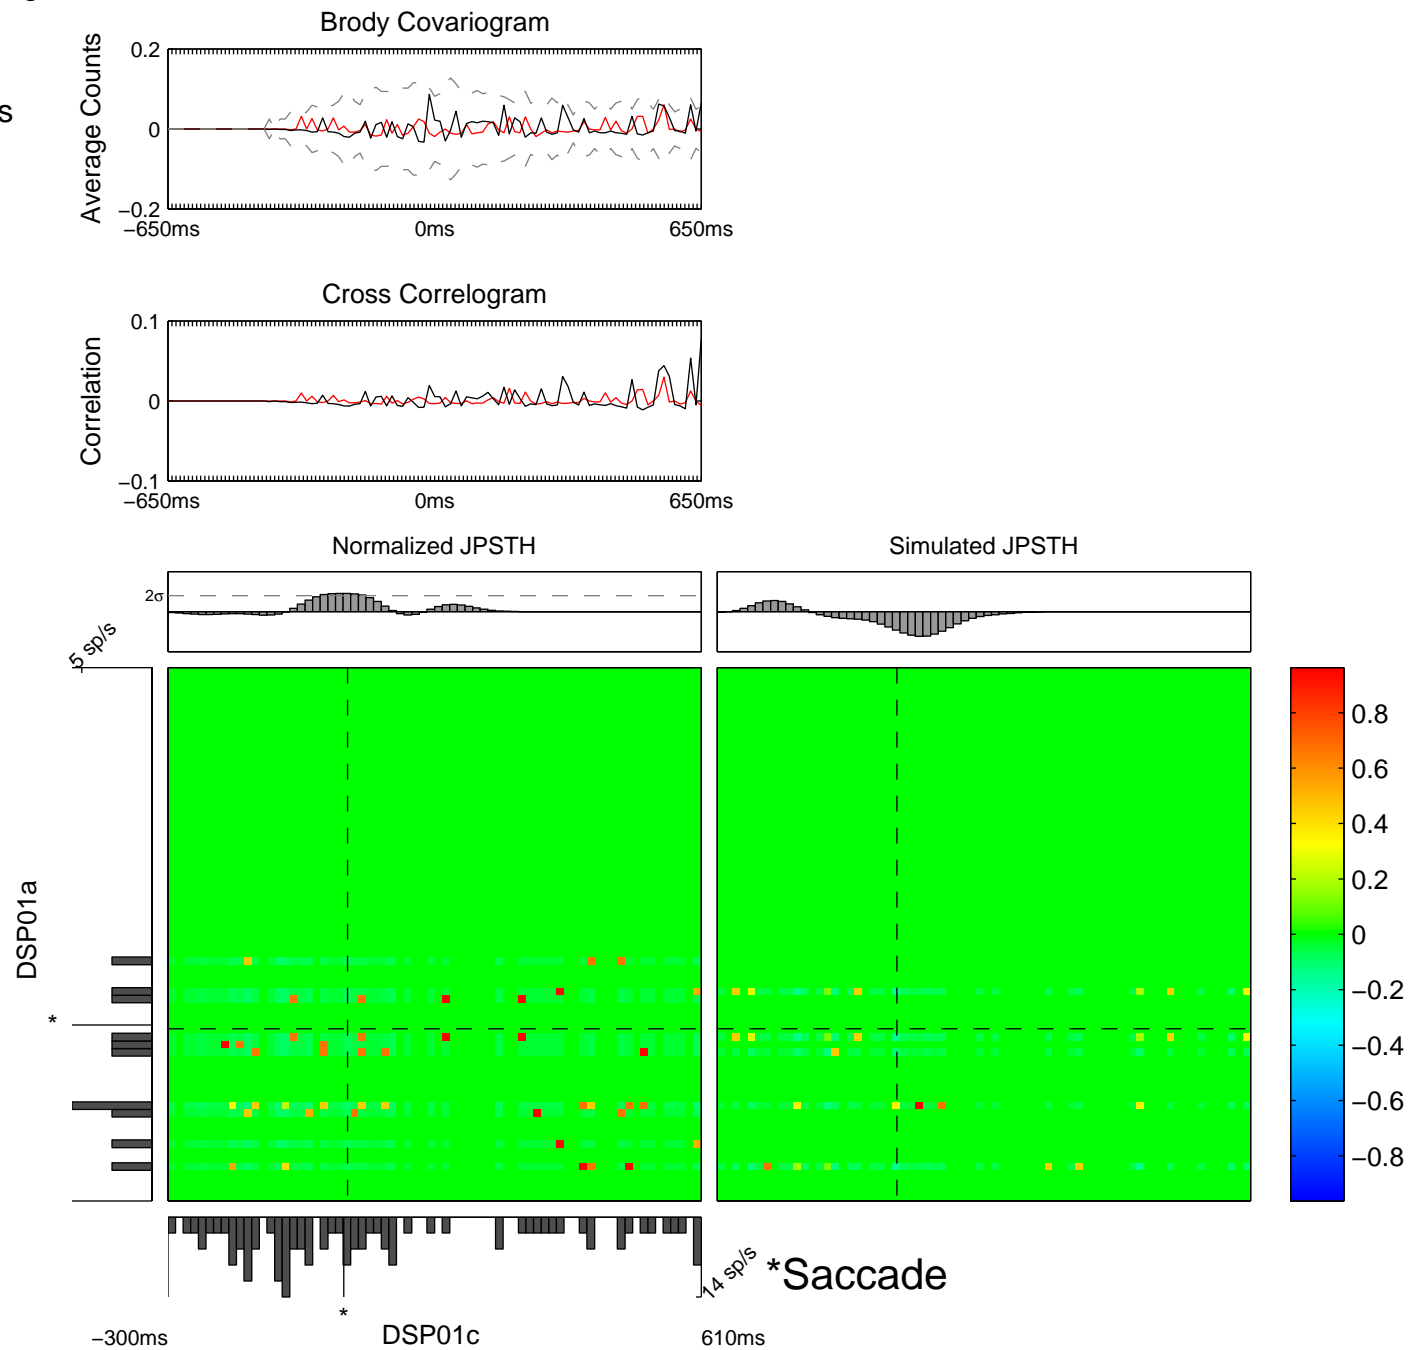 g
Brody Covariogram
s
Average Counts
0.2
0
−0.2
−650ms
0ms
650ms
Cross Correlogram
Correlation
0.1
0
−0.1
−650ms
0ms
650ms
Normalized JPSTH
Simulated JPSTH
2σ
5 sp/s
DSP01a
*
0.8
0.6
0.4
0.2
0
−0.2
−0.4
−0.6
−0.8
14 sp/s
*Saccade
*
−300ms
DSP01c
610ms